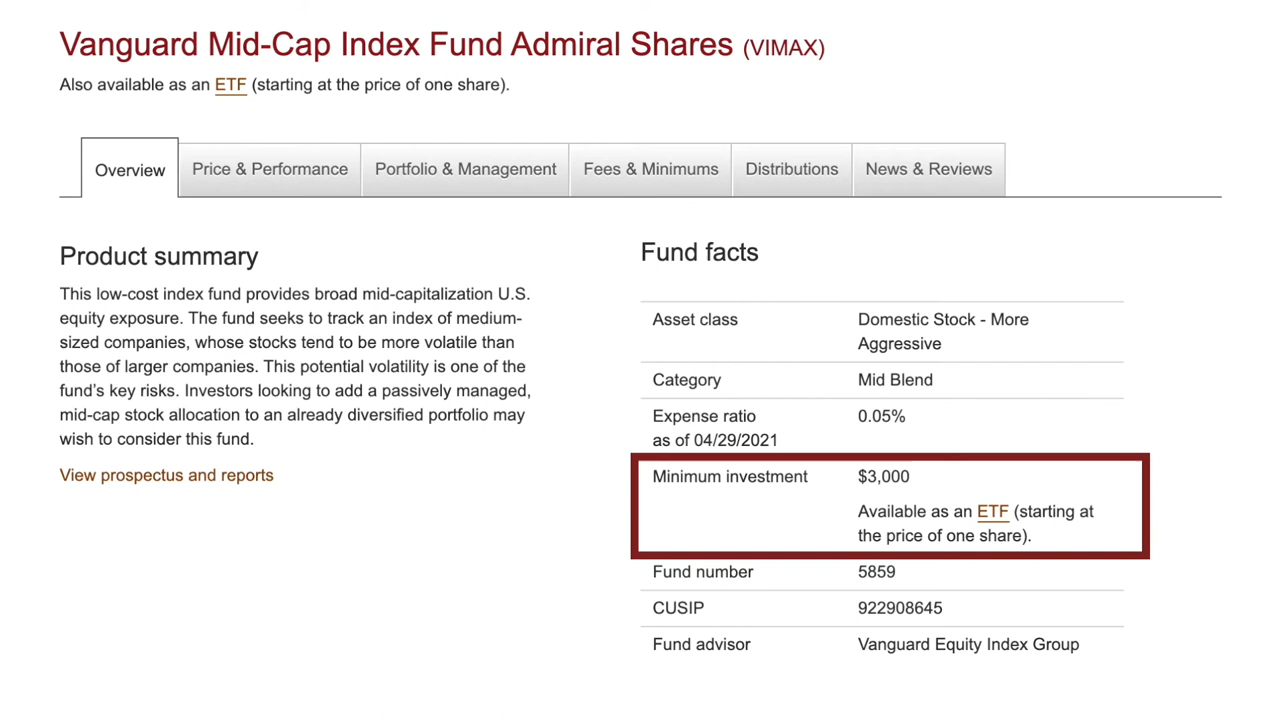 Vanguard Mid-Cap Index Fund Admiral Shares (VIMAX)
Also available as an ETF (starting at the price of one share).
Overview
Price & Performance
Portfolio & Management
Fees & Minimums
Distributions
News & Reviews
Product summary
This low-cost index fund provides broad mid-capitalization U.S.
equity exposure. The fund seeks to track an index of medium-
sized companies, whose stocks tend to be more volatile than
those of larger companies. This potential volatility is one of the
fund's key risks. Investors looking to add a passively managed,
mid-cap stock allocation to an already diversified portfolio may
wish to consider this fund.
View prospectus and reports
Fund facts
Asset class Domestic Stock - More
Aggressive
Category Mid Blend
Expense ratio 0.05%
as of 04/29/2021
Minimum investment $3,000
Available as an ETF (starting at
the price of one share).
Fund number 5859
CUSIP 922908645
Fund advisor Vanguard Equity Index Group